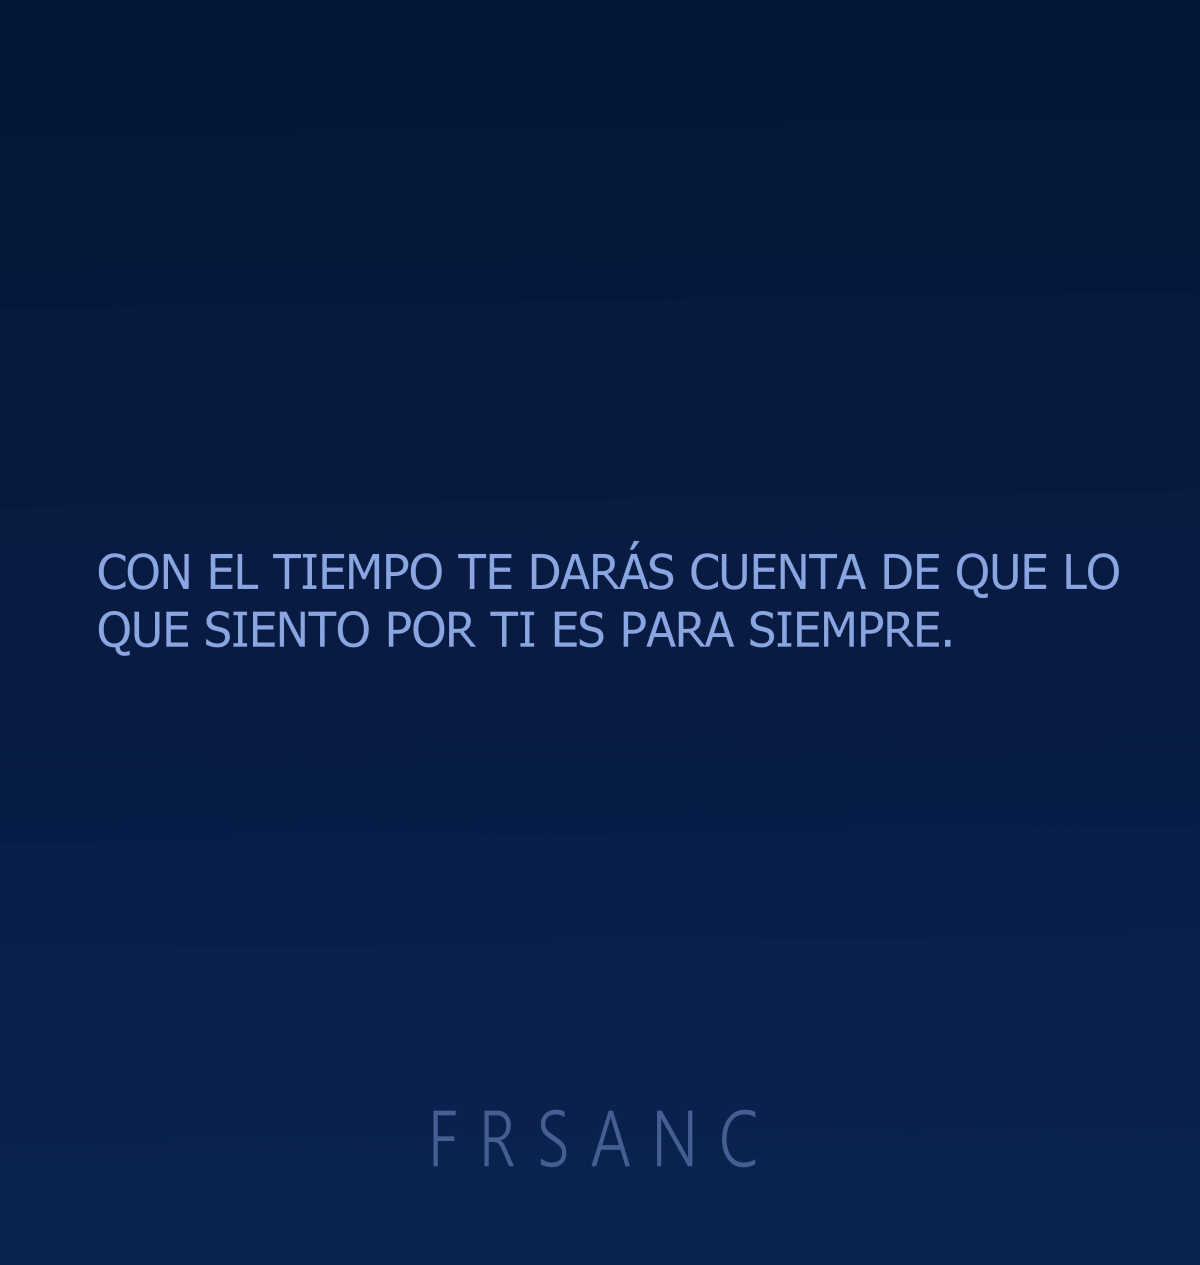 CON EL TIEMPO TE DARÁS CUENTA DE QUE LO
QUE SIENTO POR TI ES PARA SIEMPRE.
FRSANC